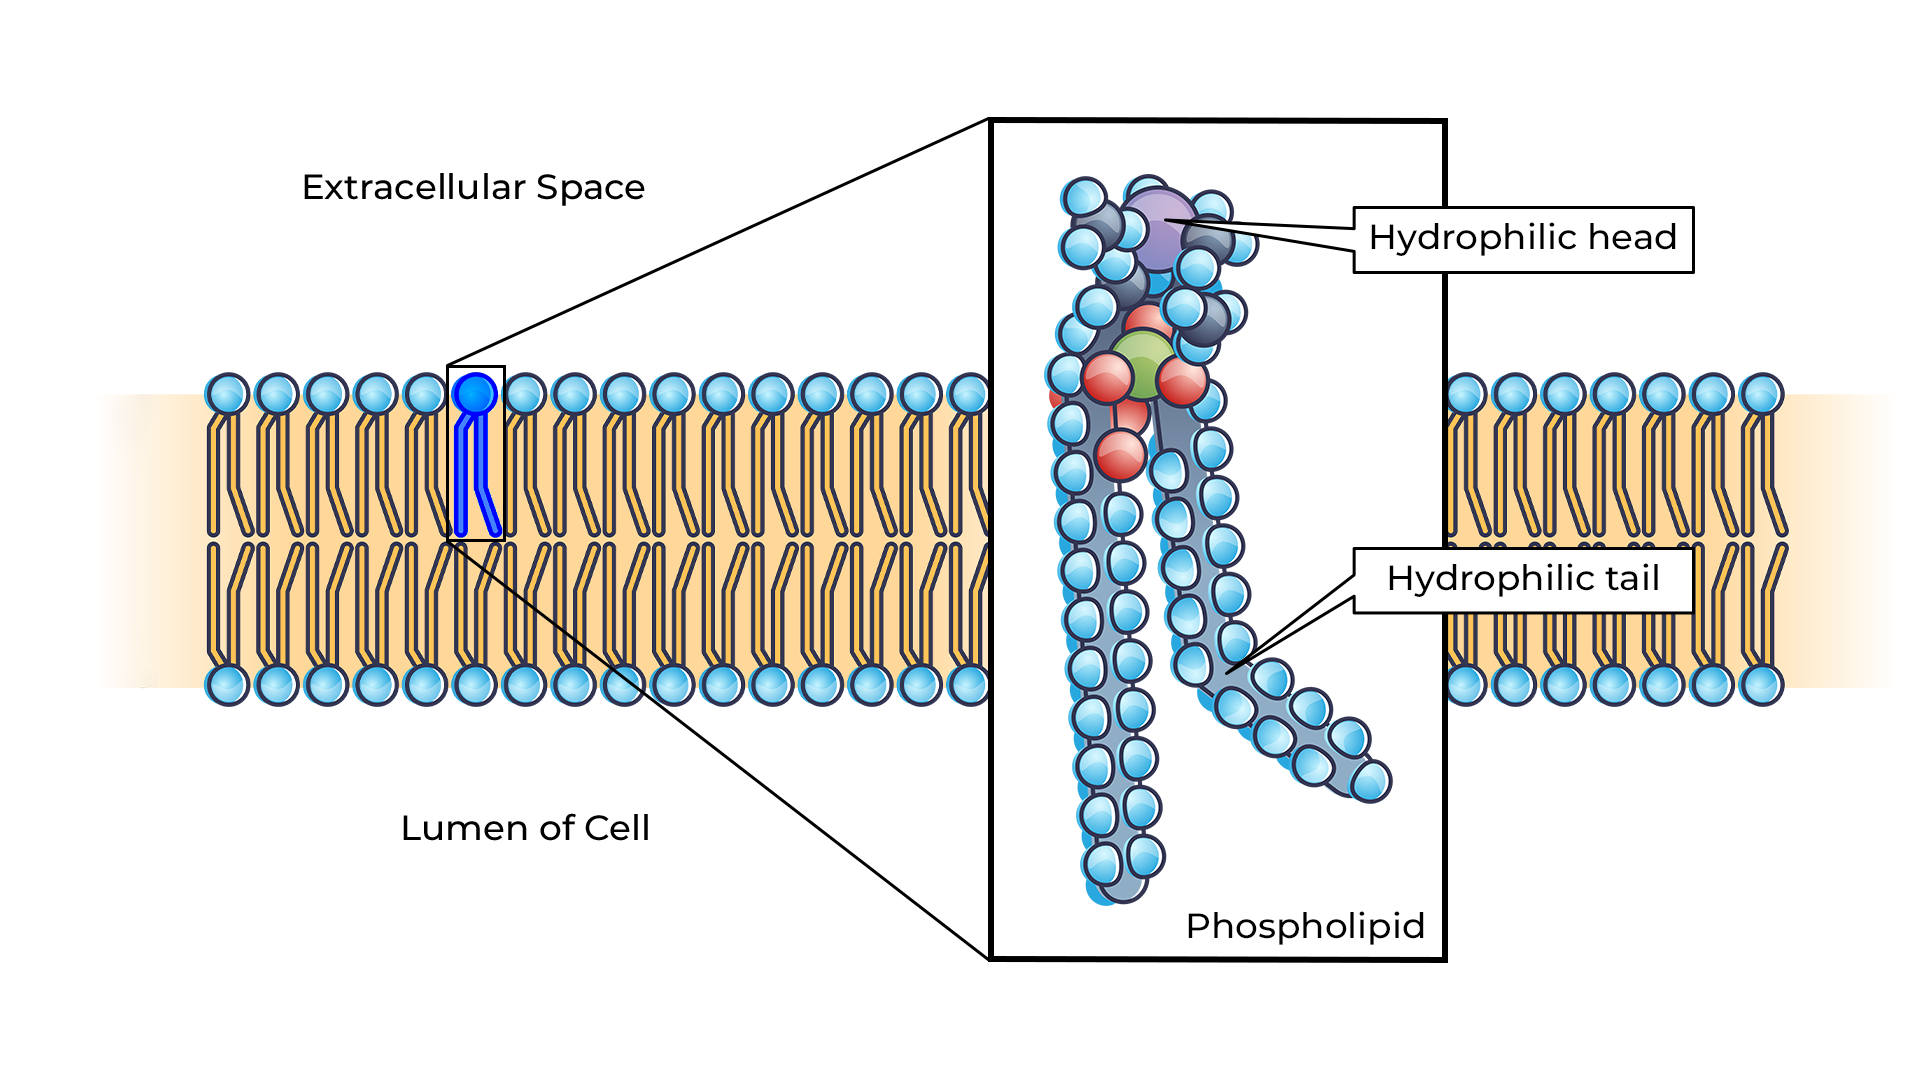 Extracellular Space
Hydrophilic head
Hydrophilic tail
Lumen of Cell
Phospholipid